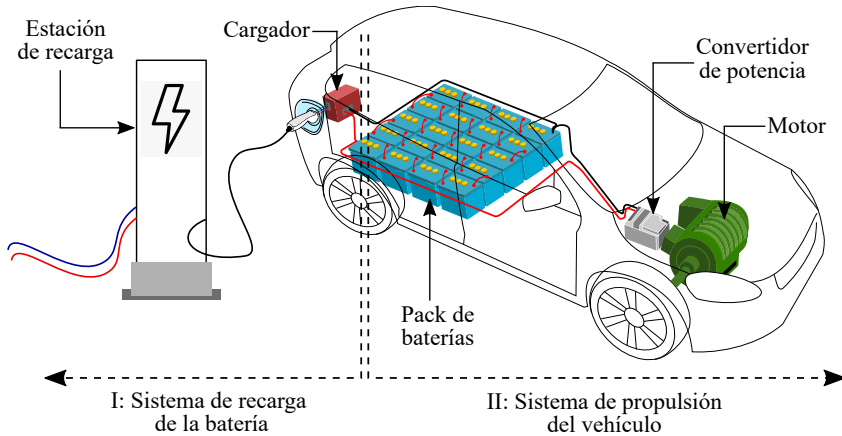 Estación
de recarga
Cargador
Convertidor
de potencia
Motor
Pack de
baterías
I: Sistema de recarga
de la batería
II: Sistema de propulsión
del vehículo